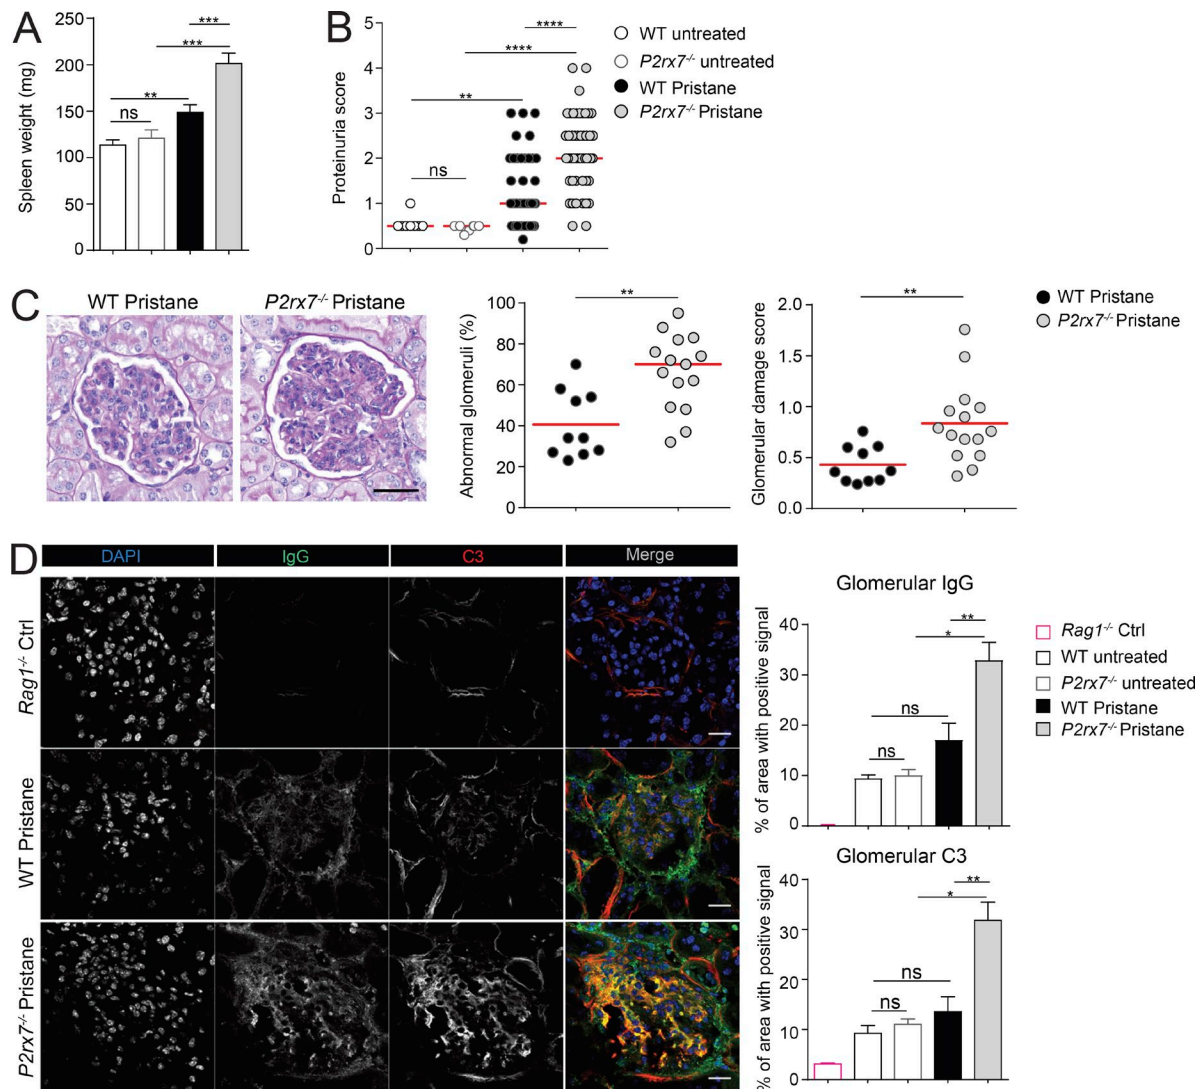 A
Spleen weight (mg)
250
200
150
100
50
0
ns
**
***
***
B
Proteinuria score
5
4
3
2
1
0
ns
**
****
****
WT untreated
P2rx7-/- untreated
WT Pristane
P2rx7-/- Pristane
C
WT Pristane
P2rx7-/- Pristane
Abnormal glomeruli (%)
100
80
60
40
20
0
**
Glomerular damage score
2.0
1.5
1.0
0.5
0.0
**
WT Pristane
P2rx7-/- Pristane
D
DAPI
IgG
C3
Merge
Rag1-/- Ctrl
WT Pristane
P2rx7-/- Pristane
Glomerular IgG
% of area with positive signal
40
30
20
10
0
ns
ns
*
**
Rag1-/- Ctrl
WT untreated
P2rx7-/- untreated
WT Pristane
P2rx7-/- Pristane
Glomerular C3
% of area with positive signal
40
30
20
10
0
ns
ns
*
**